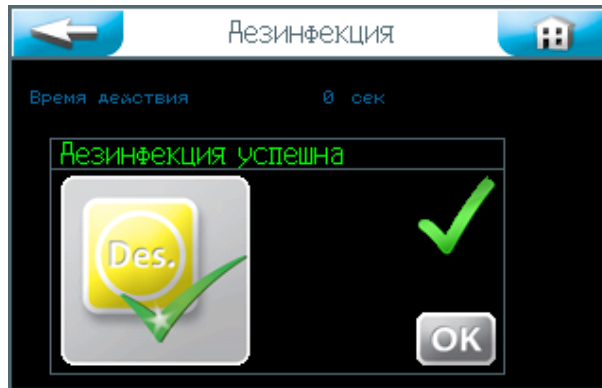 Дезинфекция
Время действия 0 сек
Дезинфекция успешна
Des.
OK